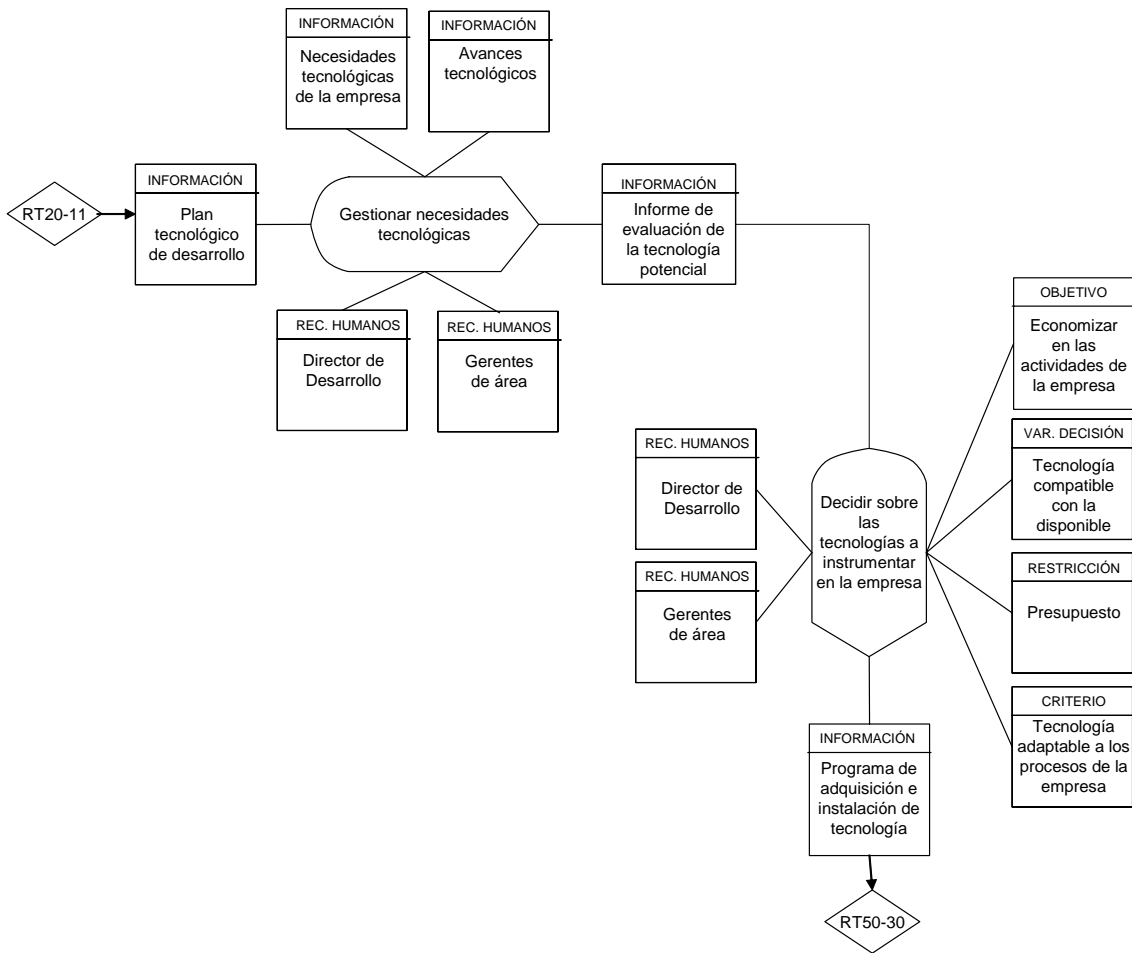 INFORMACIÓN
Necesidades
tecnológicas
de la empresa
INFORMACIÓN
Avances
tecnológicos
RT20-11
INFORMACIÓN
Plan
tecnológico
de desarrollo
Gestionar necesidades
tecnológicas
INFORMACIÓN
Informe de
evaluación de
la tecnología
potencial
REC. HUMANOS
Director de
Desarrollo
REC. HUMANOS
Gerentes
de área
OBJETIVO
Economizar
en las
actividades de
la empresa
REC. HUMANOS
Director de
Desarrollo
REC. HUMANOS
Gerentes
de área
Decidir sobre
las
tecnologías a
instrumentar
en la empresa
VAR. DECISIÓN
Tecnología
compatible
con la
disponible
RESTRICCIÓN
Presupuesto
CRITERIO
Tecnología
adaptable a los
procesos de la
empresa
INFORMACIÓN
Programa de
adquisición e
instalación de
tecnología
RT50-30